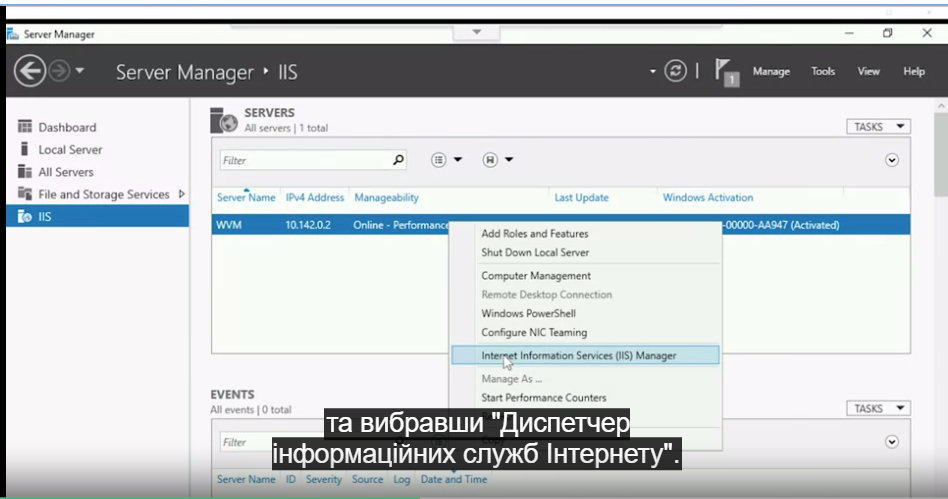 Server Manager
Server Manager ‣ IIS
1
Manage
Tools
View
Help
Dashboard
Local Server
All Servers
File and Storage Services
IIS
SERVERS
All servers | 1 total
TASKS
Filter
Server Name IPv4 Address Manageability Last Update Windows Activation
WVM 10.142.0.2 Online - Performance -00000-AA947 (Activated)
Add Roles and Features
Shut Down Local Server
Computer Management
Remote Desktop Connection
Windows PowerShell
Configure NIC Teaming
Internet Information Services (IIS) Manager
Manage As ...
Start Performance Counters
Copy
EVENTS
All events | 0 total
TASKS
Filter
та вибравши "Диспетчер
інформаційних служб Інтернету".
Server Name ID Severity Source Log Date and Time